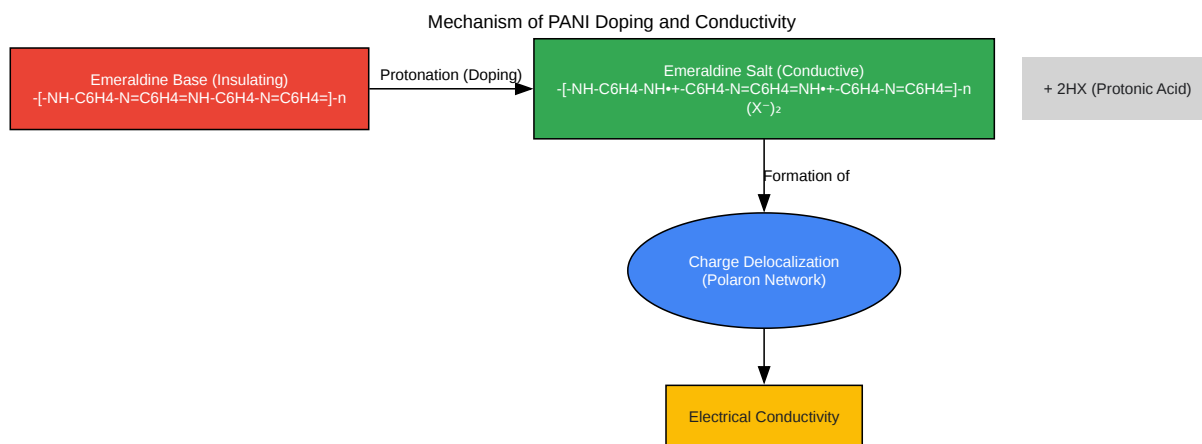 Mechanism of PANI Doping and Conductivity
Emeraldine Base (Insulating)
-[-NH-C6H4-N=C6H4=NH-C6H4-N=C6H4=]-n
Protonation (Doping)
Emeraldine Salt (Conductive)
-[-NH-C6H4-NH•+-C6H4-N=C6H4=NH•+-C6H4-N=C6H4=]-n
(X⁻)₂
+ 2HX (Protonic Acid)
Formation of
Charge Delocalization
(Polaron Network)
Electrical Conductivity